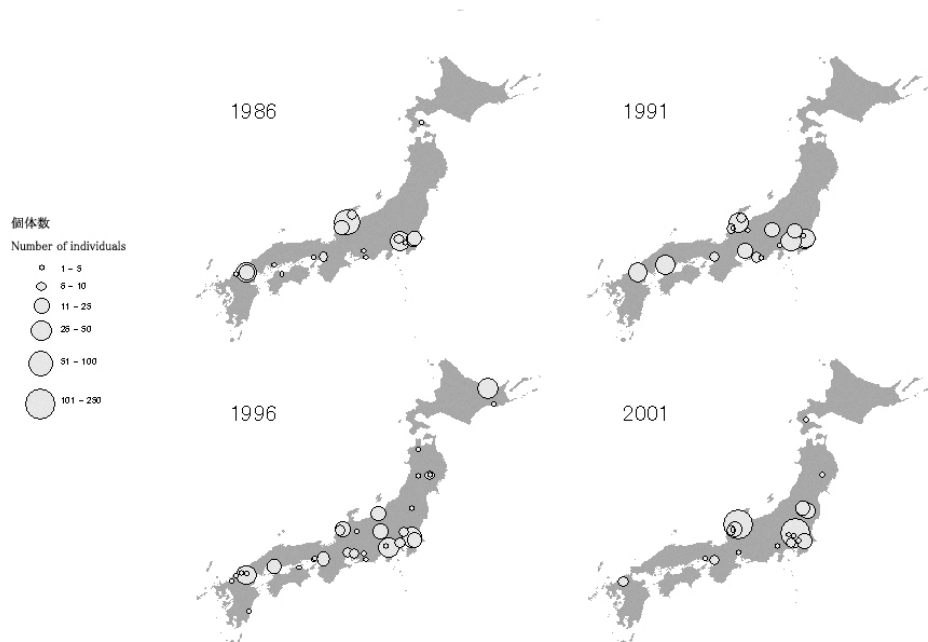 1986
1991
個体数
Number of individuals
1 - 5
6 - 10
11 - 25
26 - 50
51 - 100
101 - 250
1996
2001